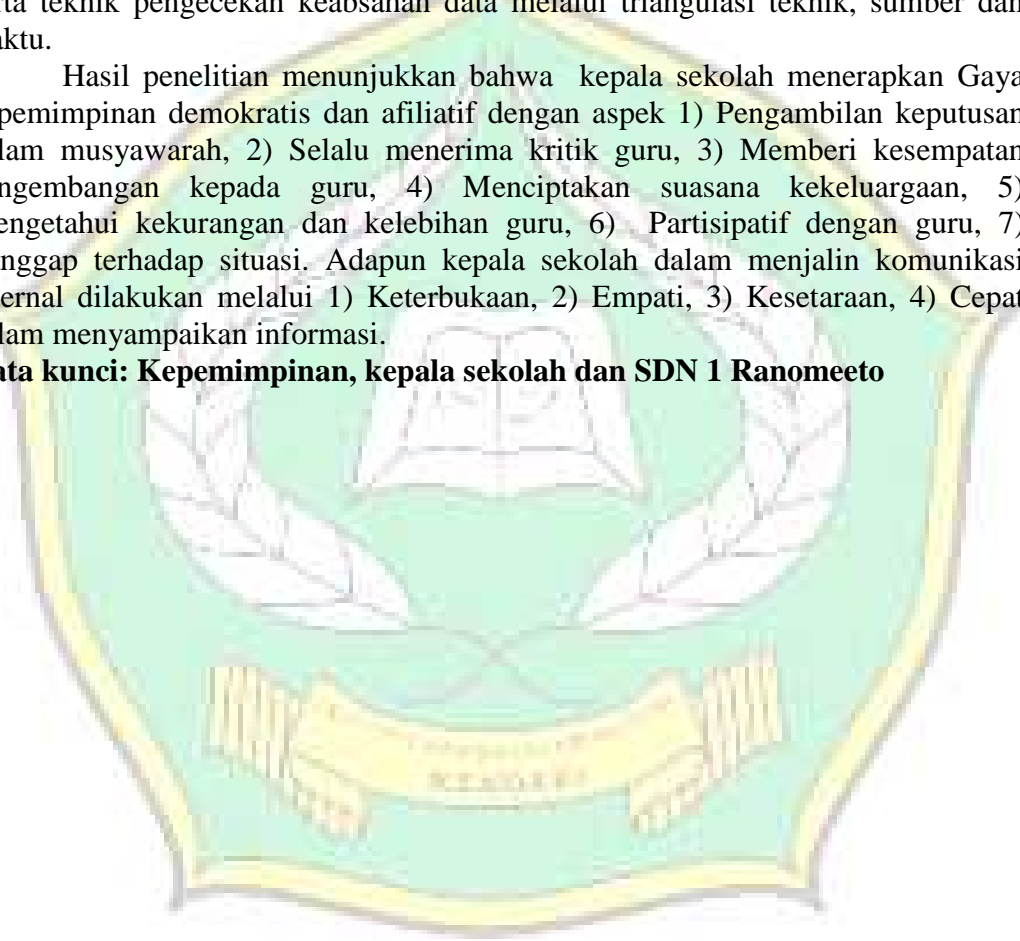 rta teknik pengecekan keabsahan data melalui triangulasi teknik, sumber dan
aktu.
Hasil penelitian menunjukkan bahwa kepala sekolah menerapkan Gaya
pemimpinan demokratis dan afiliatif dengan aspek 1) Pengambilan keputusan
lam musyawarah, 2) Selalu menerima kritik guru, 3) Memberi kesempatan
ngembangan kepada guru, 4) Menciptakan suasana kekeluargaan, 5)
engetahui kekurangan dan kelebihan guru, 6) Partisipatif dengan guru, 7)
nggap terhadap situasi. Adapun kepala sekolah dalam menjalin komunikasi
ternal dilakukan melalui 1) Keterbukaan, 2) Empati, 3) Kesetaraan, 4) Cepat
lam menyampaikan informasi.
ata kunci: Kepemimpinan, kepala sekolah dan SDN 1 Ranomeeto